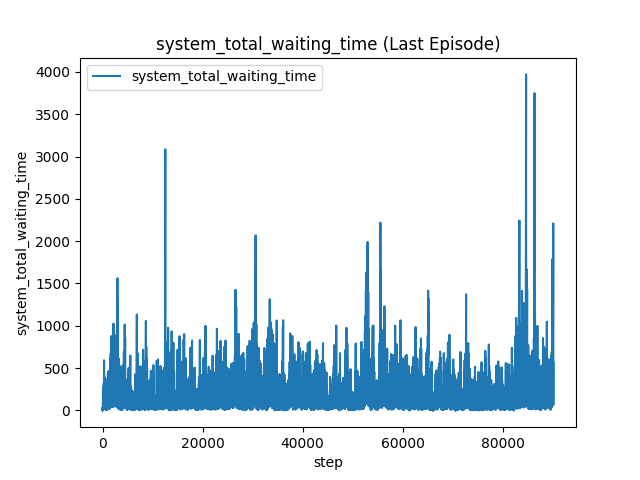 system_total_waiting_time (Last Episode)
system_total_waiting_time
4000
3500
3000
2500
2000
1500
1000
500
0
system_total_waiting_time
0 20000 40000 60000 80000
step